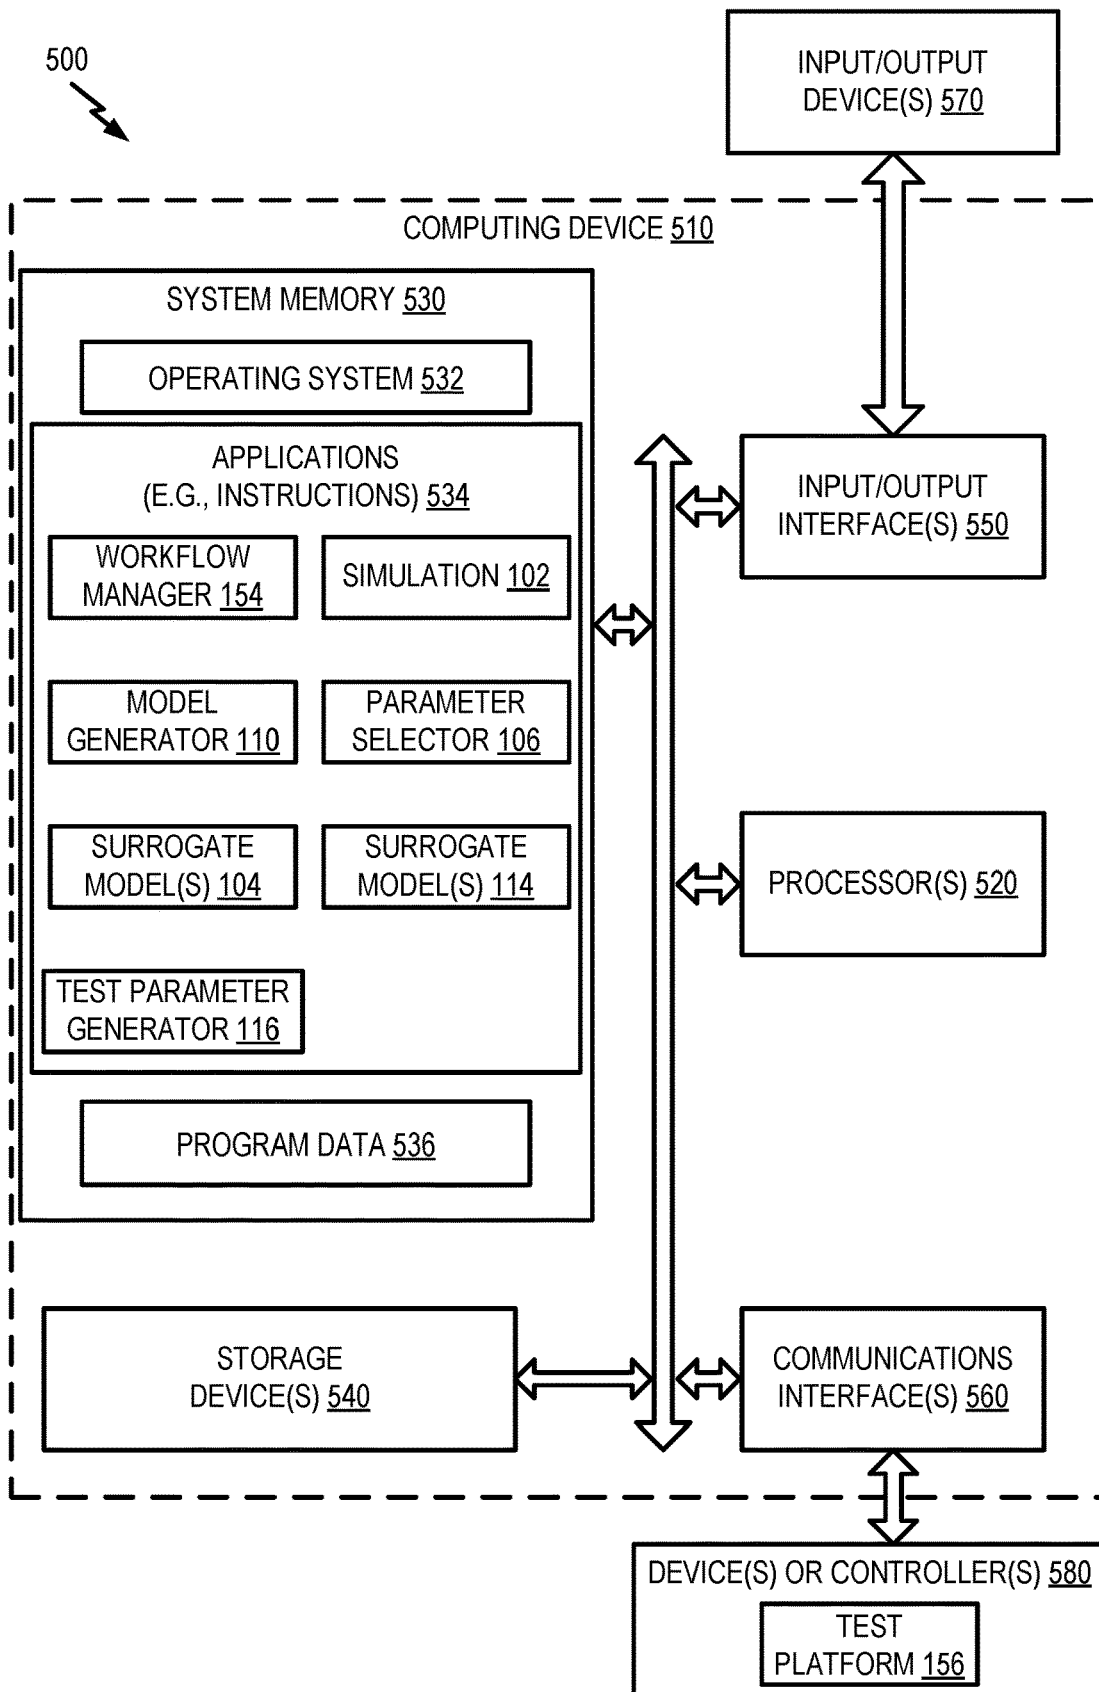 500
INPUT/OUTPUT
DEVICE(S) 570
COMPUTING DEVICE 510
SYSTEM MEMORY 530
OPERATING SYSTEM 532
APPLICATIONS
(E.G., INSTRUCTIONS) 534
WORKFLOW
MANAGER 154
SIMULATION 102
MODEL
GENERATOR 110
PARAMETER
SELECTOR 106
SURROGATE
MODEL(S) 104
SURROGATE
MODEL(S) 114
TEST PARAMETER
GENERATOR 116
PROGRAM DATA 536
INPUT/OUTPUT
INTERFACE(S) 550
PROCESSOR(S) 520
STORAGE
DEVICE(S) 540
COMMUNICATIONS
INTERFACE(S) 560
DEVICE(S) OR CONTROLLER(S) 580
TEST
PLATFORM 156